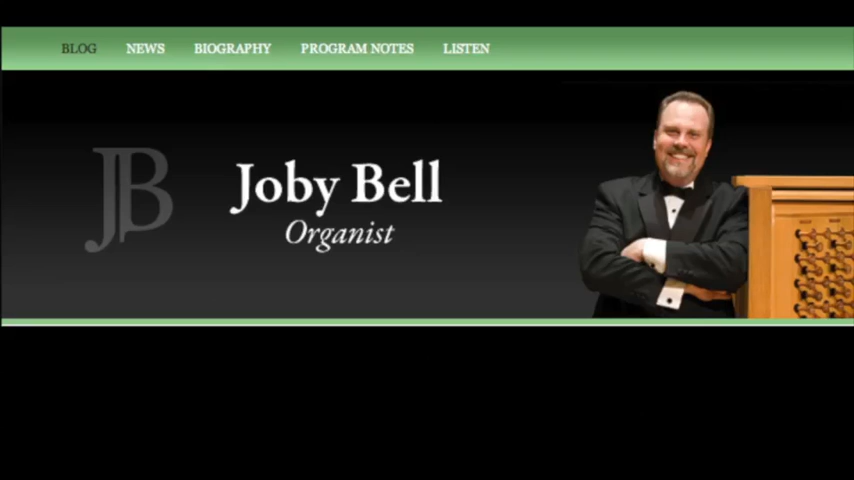 BLOG NEWS BIOGRAPHY PROGRAM NOTES LISTEN
JB
Joby Bell
Organist